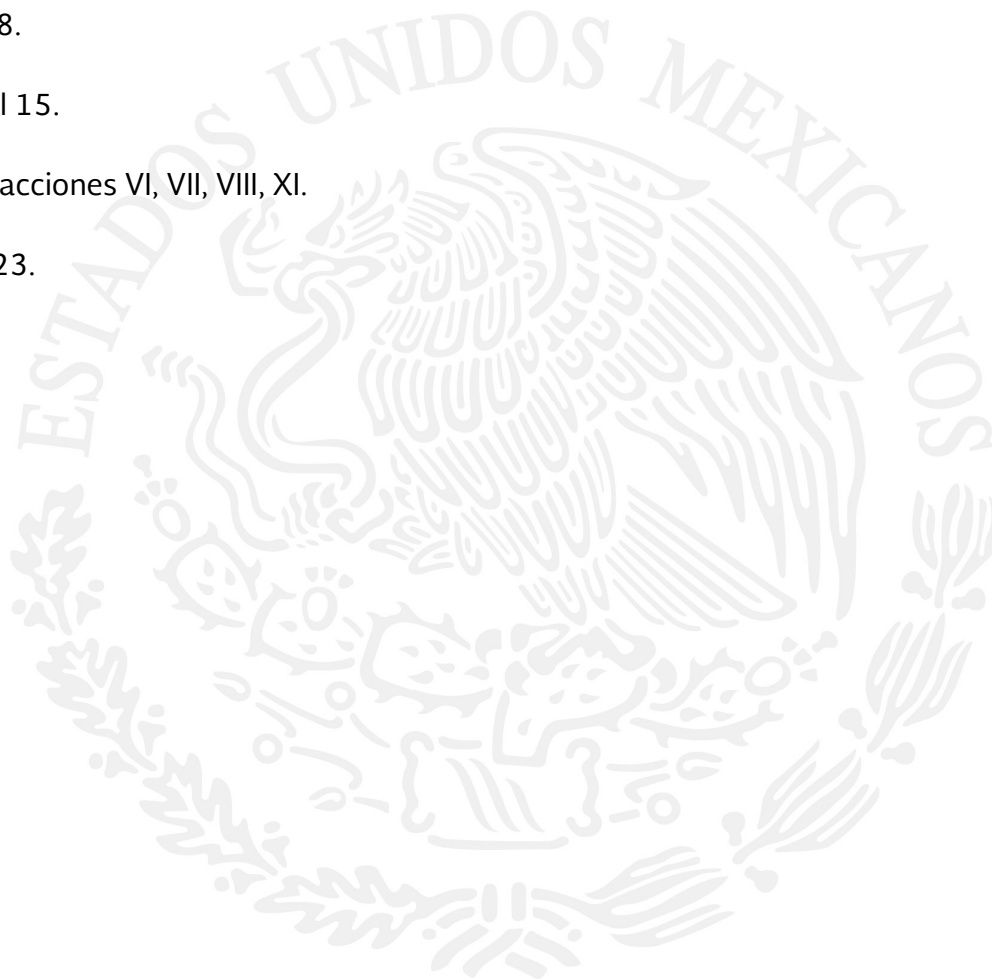 8.
l 15.
acciones VI, VII, VIII, XI.
23.
ESTADOS UNIDOS MEXICANOS